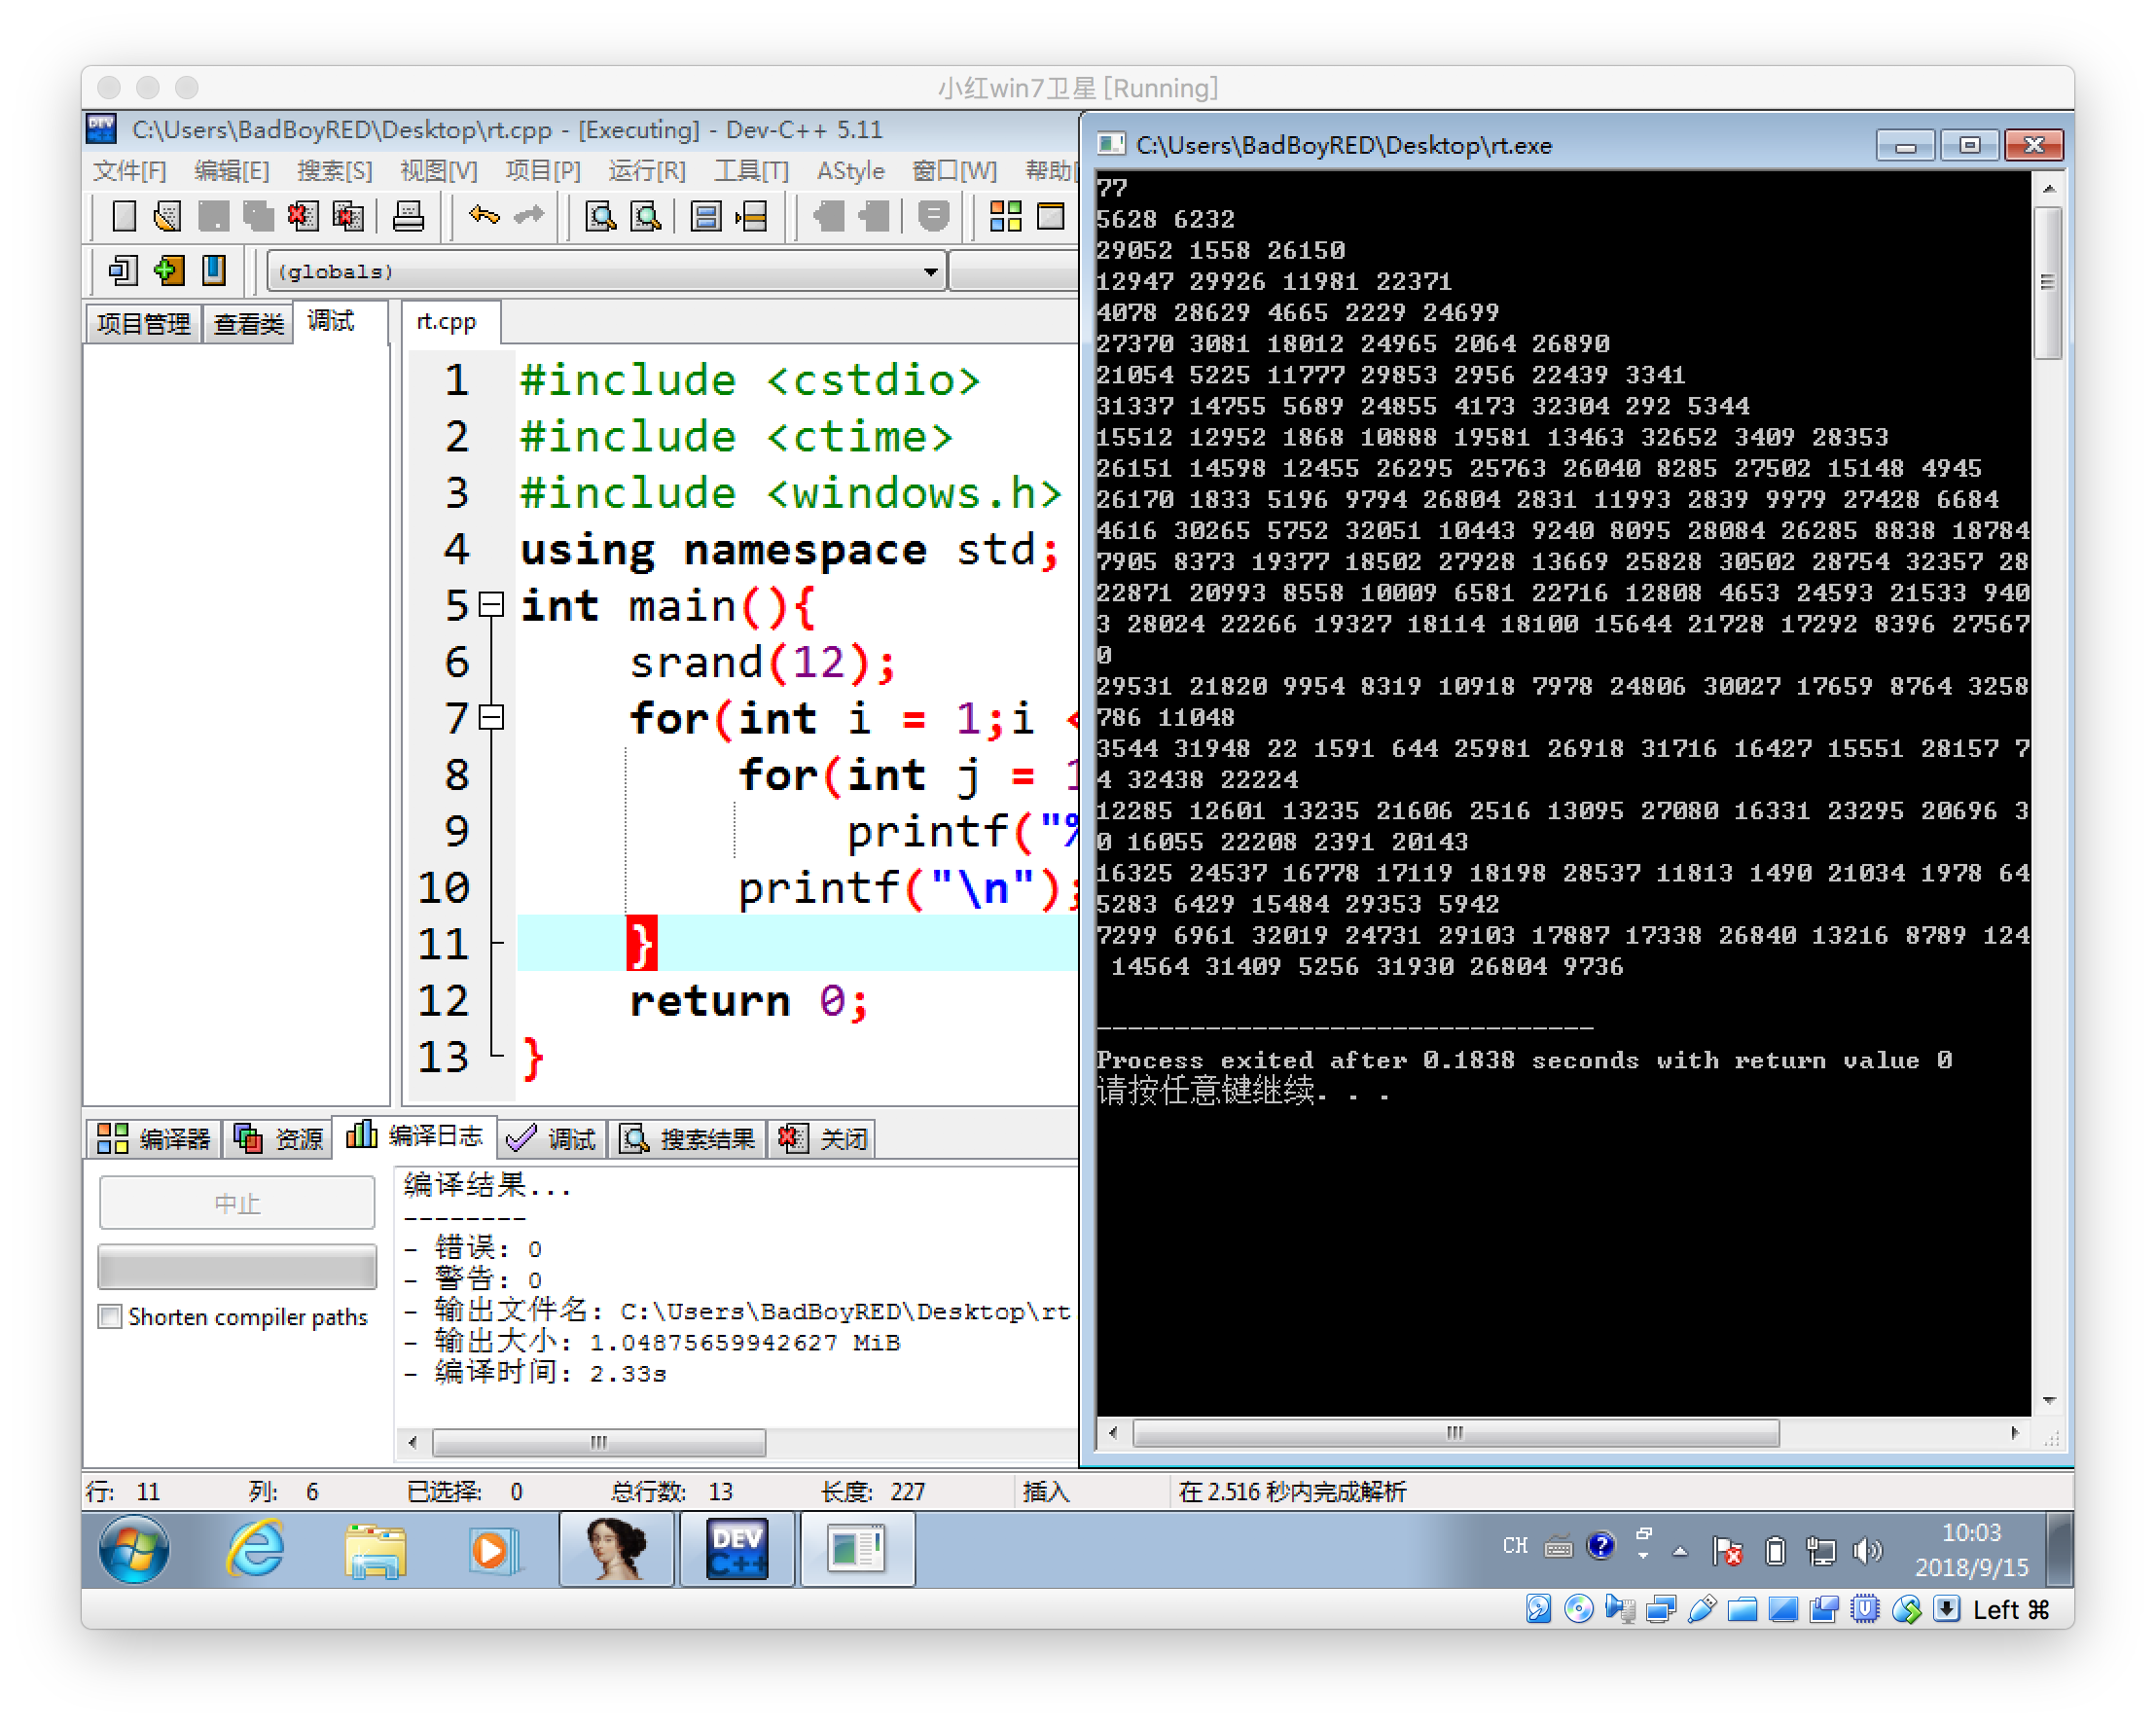 小红win7卫星 [Running]
C:\Users\BadBoyRED\Desktop\rt.cpp - [Executing] - Dev-C++ 5.11
文件[F] 编辑[E] 搜索[S] 视图[V] 项目[P] 运行[R] 工具[T] AStyle 窗口[W] 帮助[
(globals)
项目管理 查看类 调试
rt.cpp
1 #include <cstdio>
2 #include <ctime>
3 #include <windows.h>
4 using namespace std;
5 int main(){
6 srand(12);
7 for(int i = 1;i <
8 for(int j = 1
9 printf("%
10 printf("\n");
11 }
12 return 0;
13 }
C:\Users\BadBoyRED\Desktop\rt.exe
77
5628 6232
29052 1558 26150
12947 29926 11981 22371
4078 28629 4665 2229 24699
27370 3081 18012 24965 2064 26890
21054 5225 11777 29853 2956 22439 3341
31337 14755 5689 24855 4173 32304 292 5344
15512 12952 1868 10888 19581 13463 32652 3409 28353
26151 14598 12455 26295 25763 26040 8285 27502 15148 4945
26170 1833 5196 9794 26804 2831 11993 2839 9979 27428 6684
4616 30265 5752 32051 10443 9240 8095 28084 26285 8838 18784
7905 8373 19377 18502 27928 13669 25828 30502 28754 32357 28
22871 20993 8558 10009 6581 22716 12808 4653 24593 21533 940
3 28024 22266 19327 18114 18100 15644 21728 17292 8396 27567
0
29531 21820 9954 8319 10918 7978 24806 30027 17659 8764 3258
786 11048
3544 31948 22 1591 644 25981 26918 31716 16427 15551 28157 7
4 32438 22224
12285 12601 13235 21606 2516 13095 27080 16331 23295 20696 3
0 16055 22208 2391 20143
16325 24537 16778 17119 18198 28537 11813 1490 21034 1978 64
5283 6429 15484 29353 5942
7299 6961 32019 24731 29103 17887 17338 26840 13216 8789 124
14564 31409 5256 31930 26804 9736
--------------------------------
Process exited after 0.1838 seconds with return value 0
请按任意键继续. . .
编译器 资源 编译日志 调试 搜索结果 关闭
中止
Shorten compiler paths
编译结果...
--------
- 错误: 0
- 警告: 0
- 输出文件名: C:\Users\BadBoyRED\Desktop\rt
- 输出大小: 1.04875659942627 MiB
- 编译时间: 2.33s
行: 11 列: 6 已选择: 0 总行数: 13 长度: 227 插入 在 2.516 秒内完成解析
DEV C++
CH
10:03
2018/9/15
Left ⌘